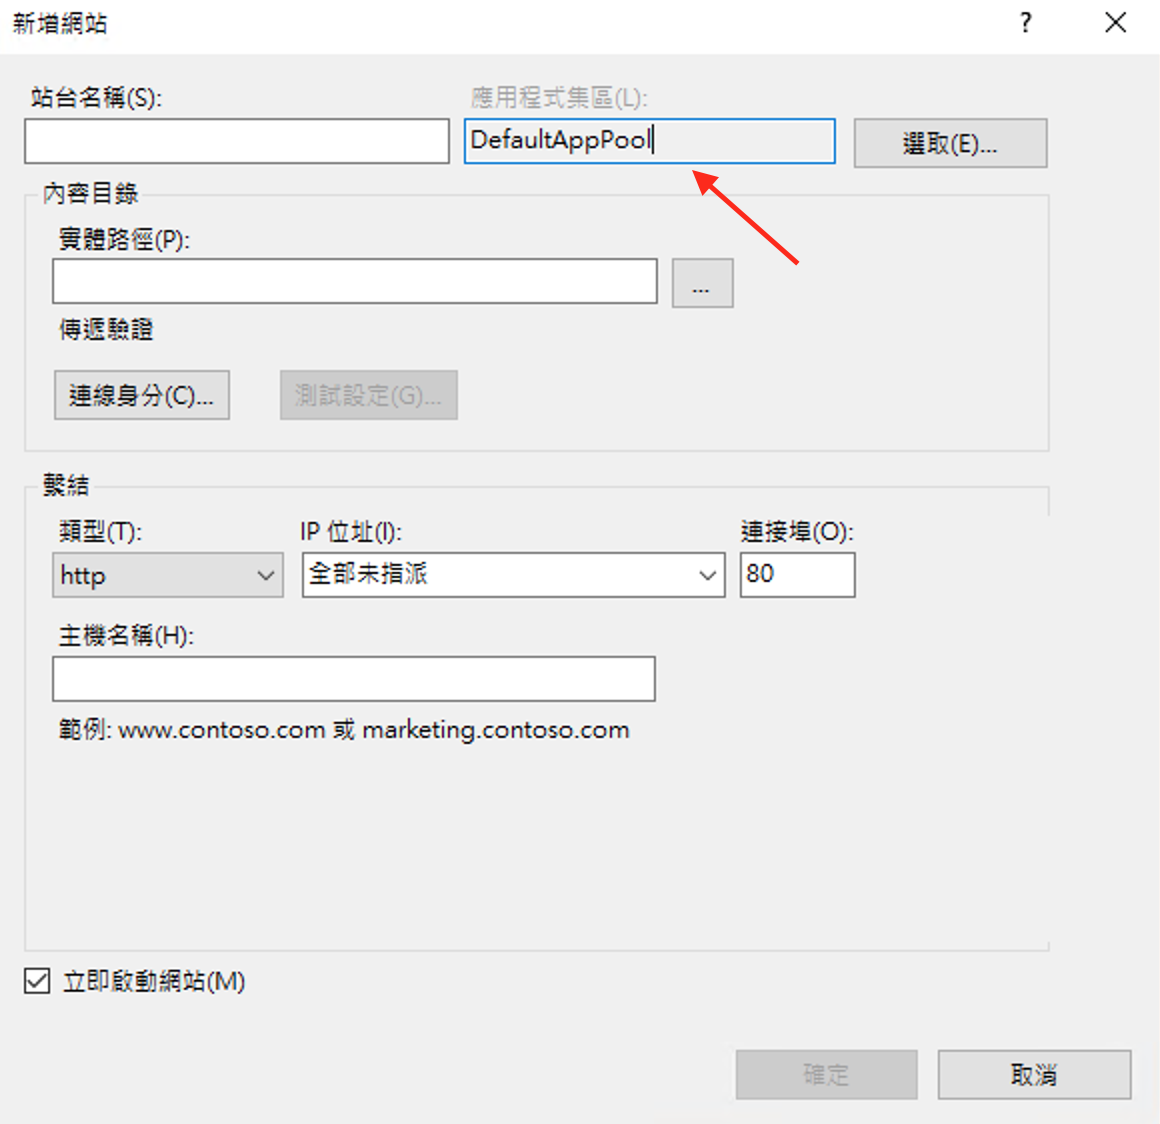 新增網站
?
站台名稱(S):
應用程式集區(L):
DefaultAppPool
選取(E)...
內容目錄
實體路徑(P):
...
傳遞驗證
連線身分(C)...
測試設定(G)...
繫結
類型(T):
IP 位址(I):
連接埠(O):
http
全部未指派
80
主機名稱(H):
範例: www.contoso.com 或 marketing.contoso.com
立即啟動網站(M)
確定
取消